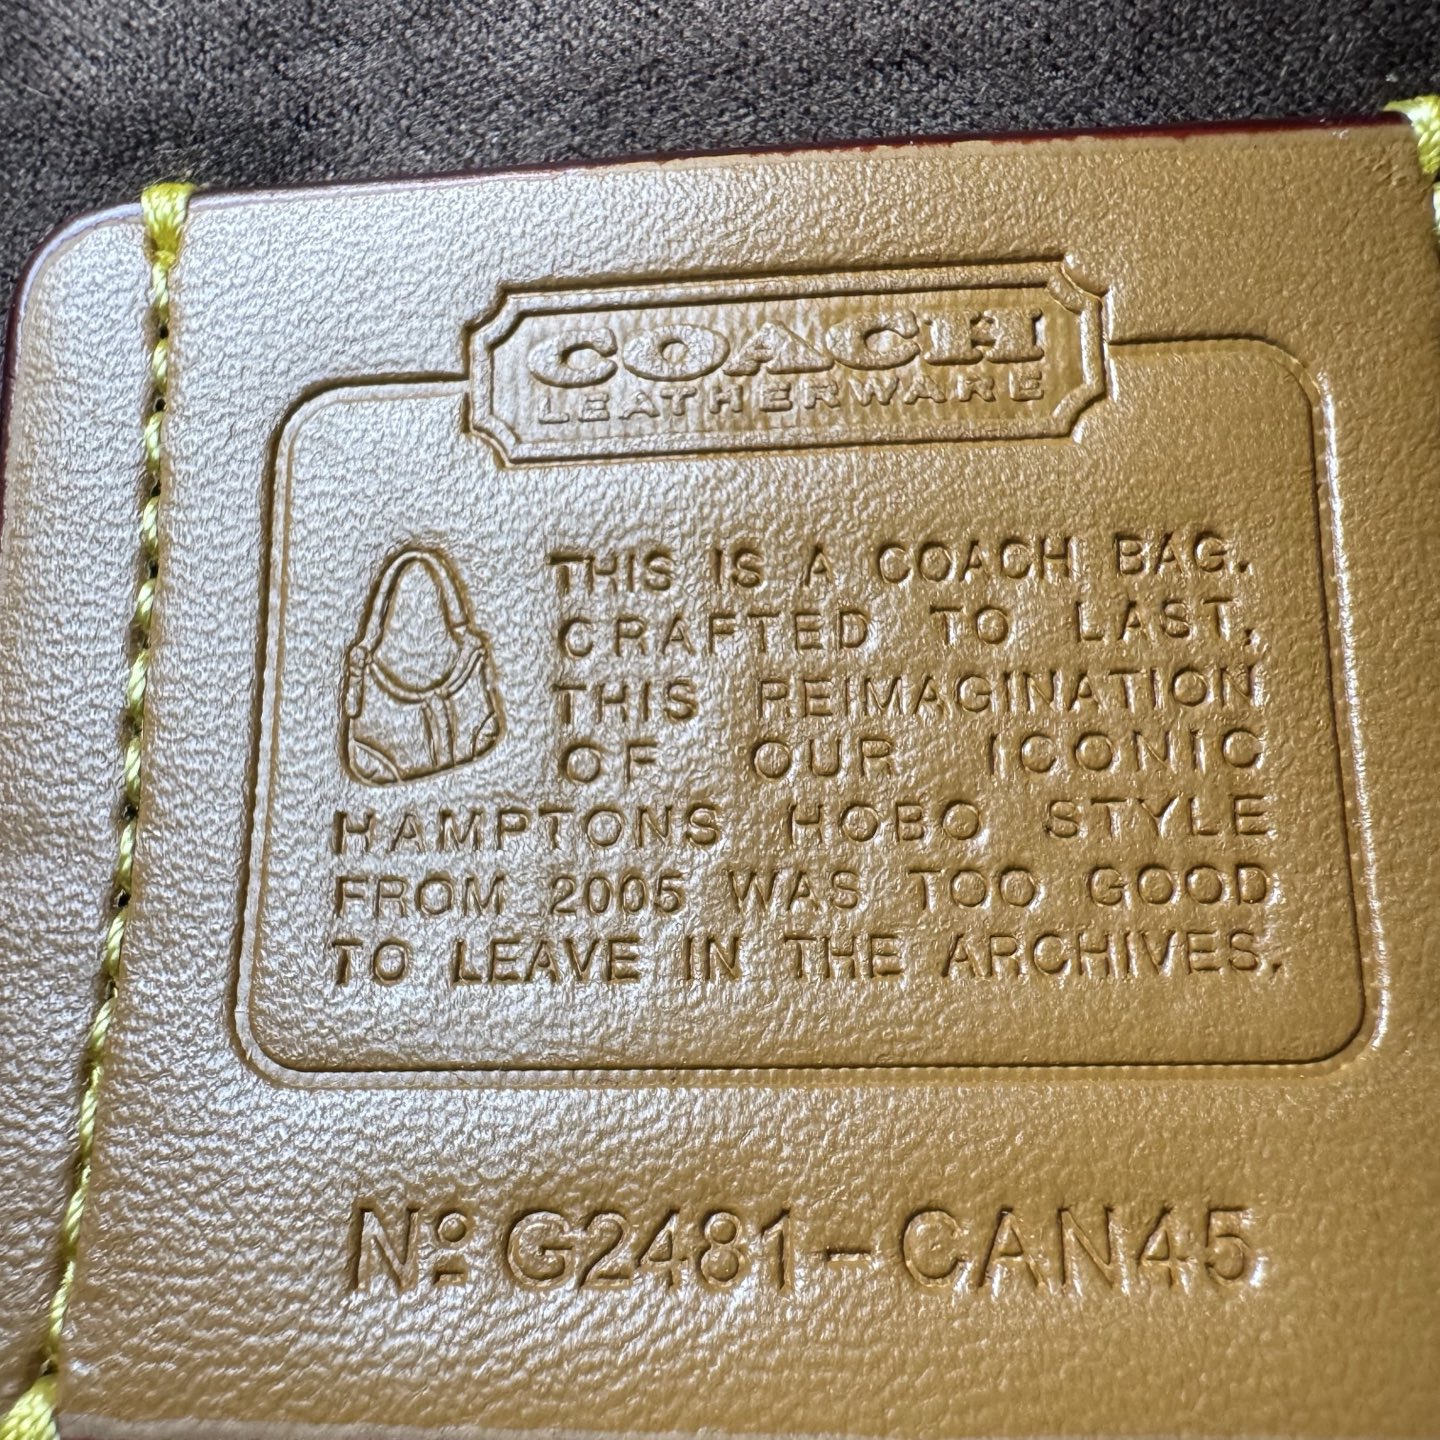 COACH
LEATHERWARE
THIS IS A COACH BAG.
CRAFTED TO LAST,
THIS REIMAGINATION
OF OUR ICONIC
HAMPTONS HOBO STYLE
FROM 2005 WAS TOO GOOD
TO LEAVE IN THE ARCHIVES.
Nº G2481-CAN45